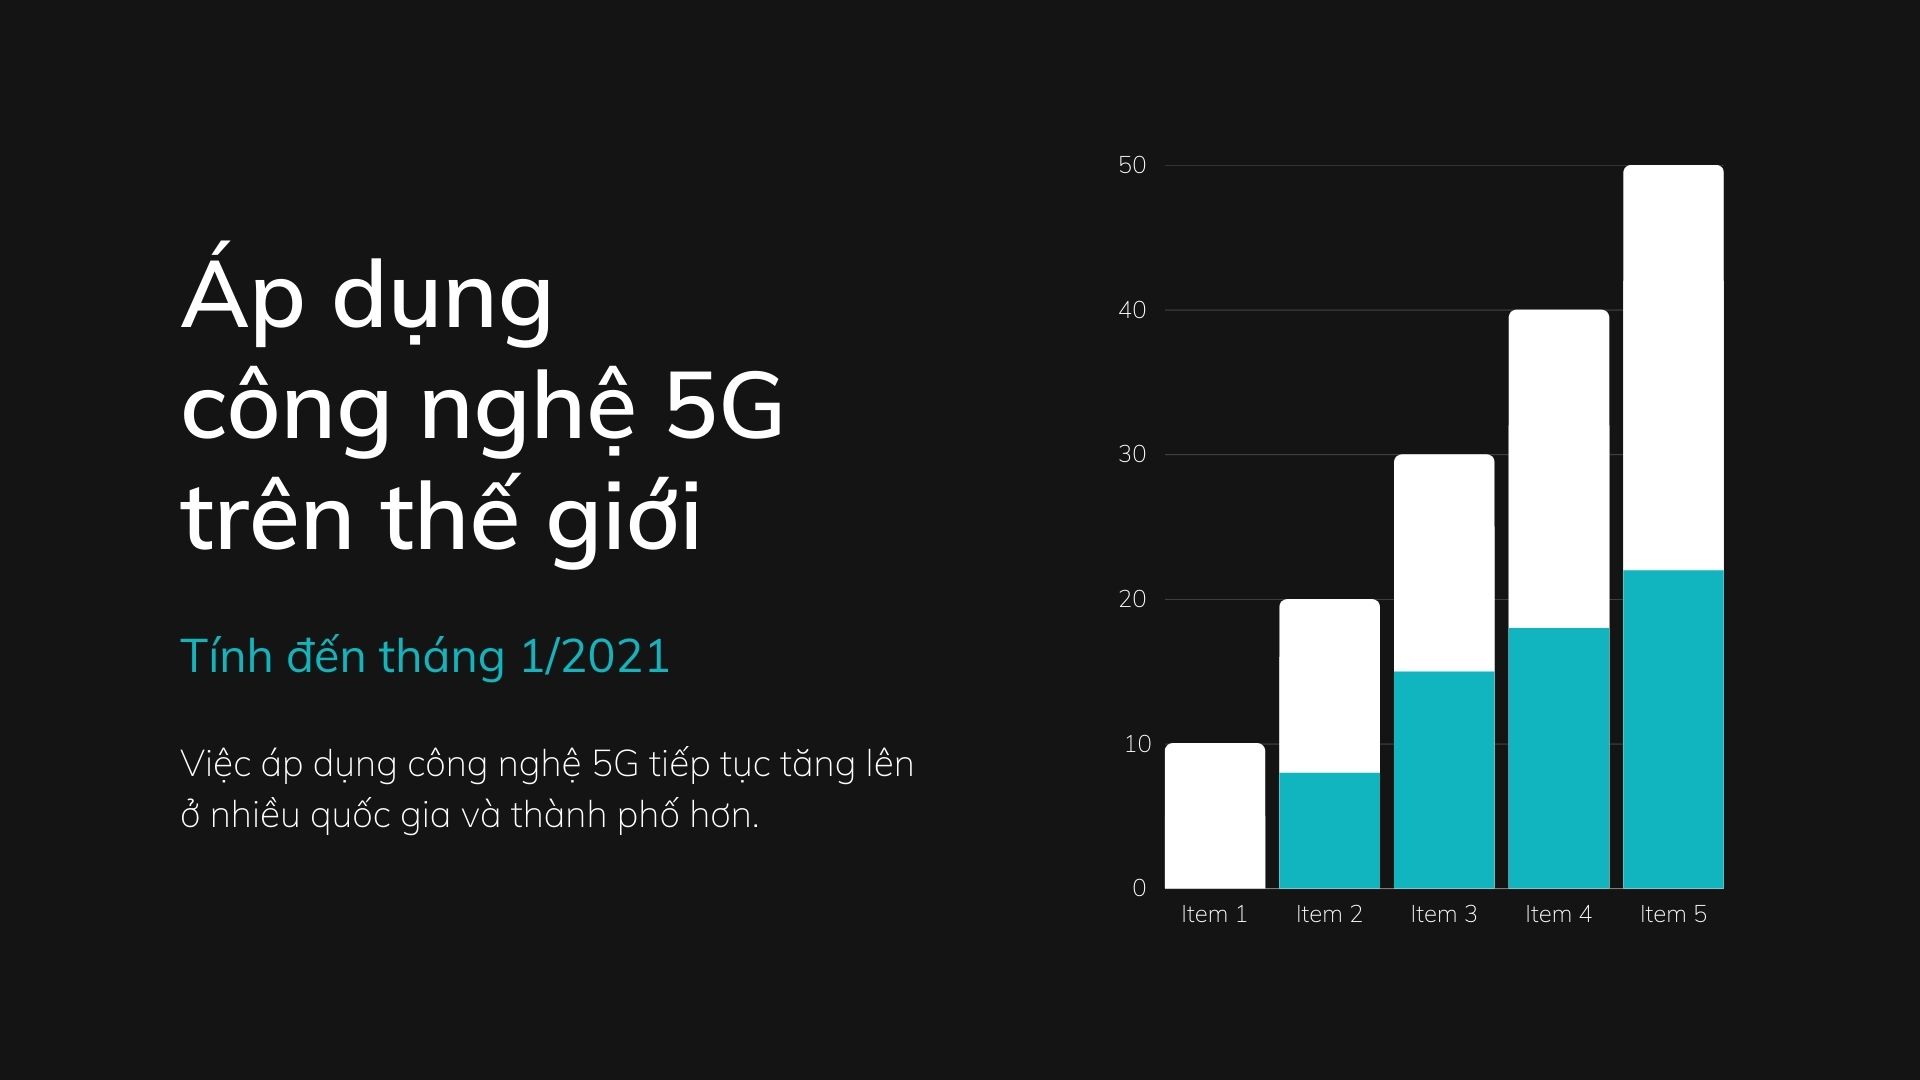 Áp dụng
công nghệ 5G
trên thế giới
Tính đến tháng 1/2021
Việc áp dụng công nghệ 5G tiếp tục tăng lên
ở nhiều quốc gia và thành phố hơn.
50
40
30
20
10
0
Item 1 Item 2 Item 3 Item 4 Item 5